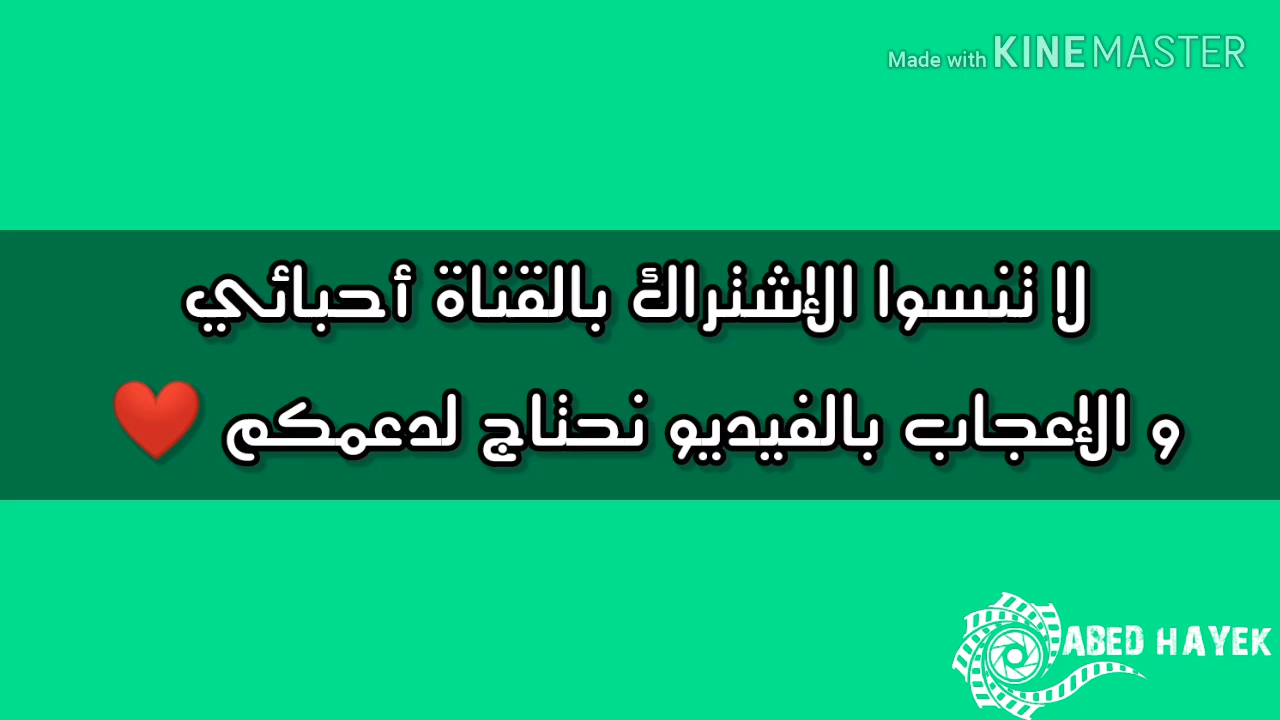 Made with KINEMASTER
لا تنسوا الإشتراك بالقناة أحبائي
و الإعجاب بالفيديو نحتاج لدعمكم ❤️
ABED HAYEK